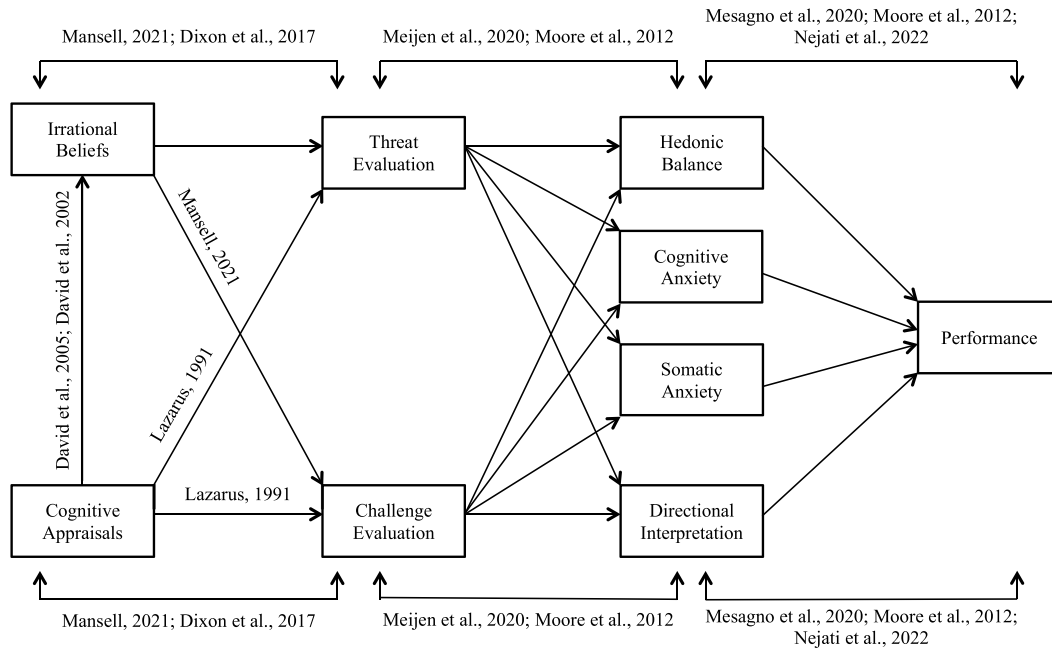 Mansell, 2021; Dixon et al., 2017
Meijen et al., 2020; Moore et al., 2012
Mesagno et al., 2020; Moore et al., 2012;
Nejati et al., 2022
Irrational
Beliefs
Threat
Evaluation
Hedonic
Balance
David et al., 2005; David et al., 2002
Mansell, 2021
Cognitive
Anxiety
Performance
Somatic
Anxiety
Lazarus, 1991
Lazarus, 1991
Cognitive
Appraisals
Challenge
Evaluation
Directional
Interpretation
Mansell, 2021; Dixon et al., 2017
Meijen et al., 2020; Moore et al., 2012
Mesagno et al., 2020; Moore et al., 2012;
Nejati et al., 2022